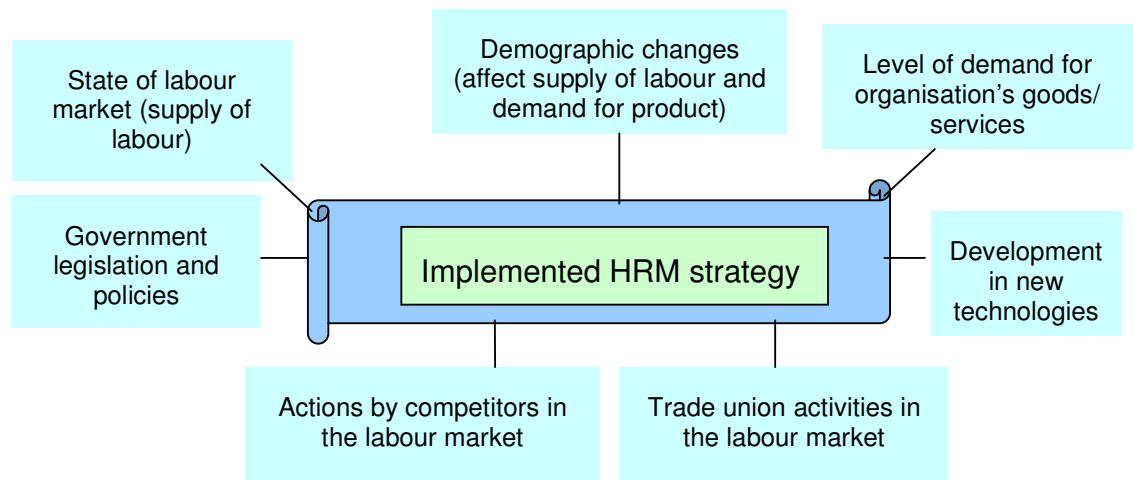 State of labour
market (supply of
labour)
Demographic changes
(affect supply of labour and
demand for product)
Level of demand for
organisation’s goods/
services
Government
legislation and
policies
Implemented HRM strategy
Development
in new
technologies
Actions by competitors in
the labour market
Trade union activities in
the labour market